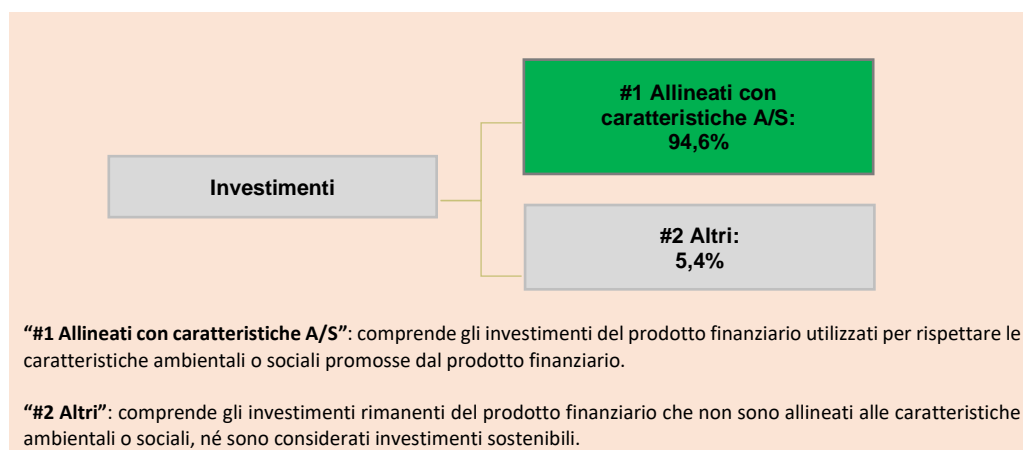 #1 Allineati con
caratteristiche A/S:
94,6%
Investimenti
#2 Altri:
5,4%
“#1 Allineati con caratteristiche A/S”: comprende gli investimenti del prodotto finanziario utilizzati per rispettare le
caratteristiche ambientali o sociali promosse dal prodotto finanziario.
“#2 Altri”: comprende gli investimenti rimanenti del prodotto finanziario che non sono allineati alle caratteristiche
ambientali o sociali, né sono considerati investimenti sostenibili.